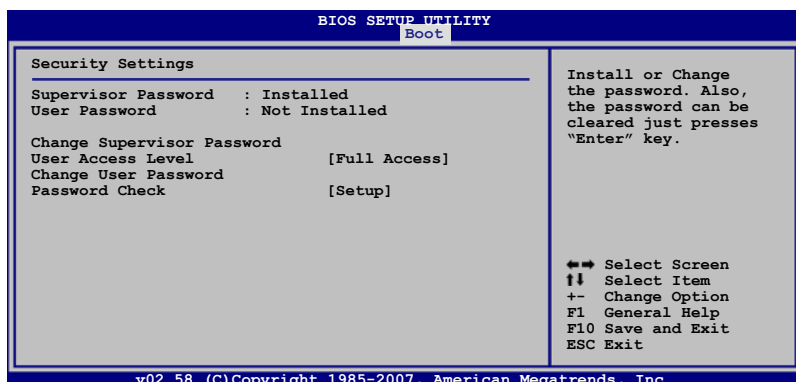 BIOS SETUP UTILITY
Boot
Security Settings
Supervisor Password : Installed
User Password : Not Installed
Change Supervisor Password
User Access Level [Full Access]
Change User Password
Password Check [Setup]
Install or Change
the password. Also,
the password can be
cleared just presses
“Enter” key.
Select Screen
Select Item
+- Change Option
F1 General Help
F10 Save and Exit
ESC Exit
v02.58 (C)Copyright 1985-2007, American Megatrends, Inc.